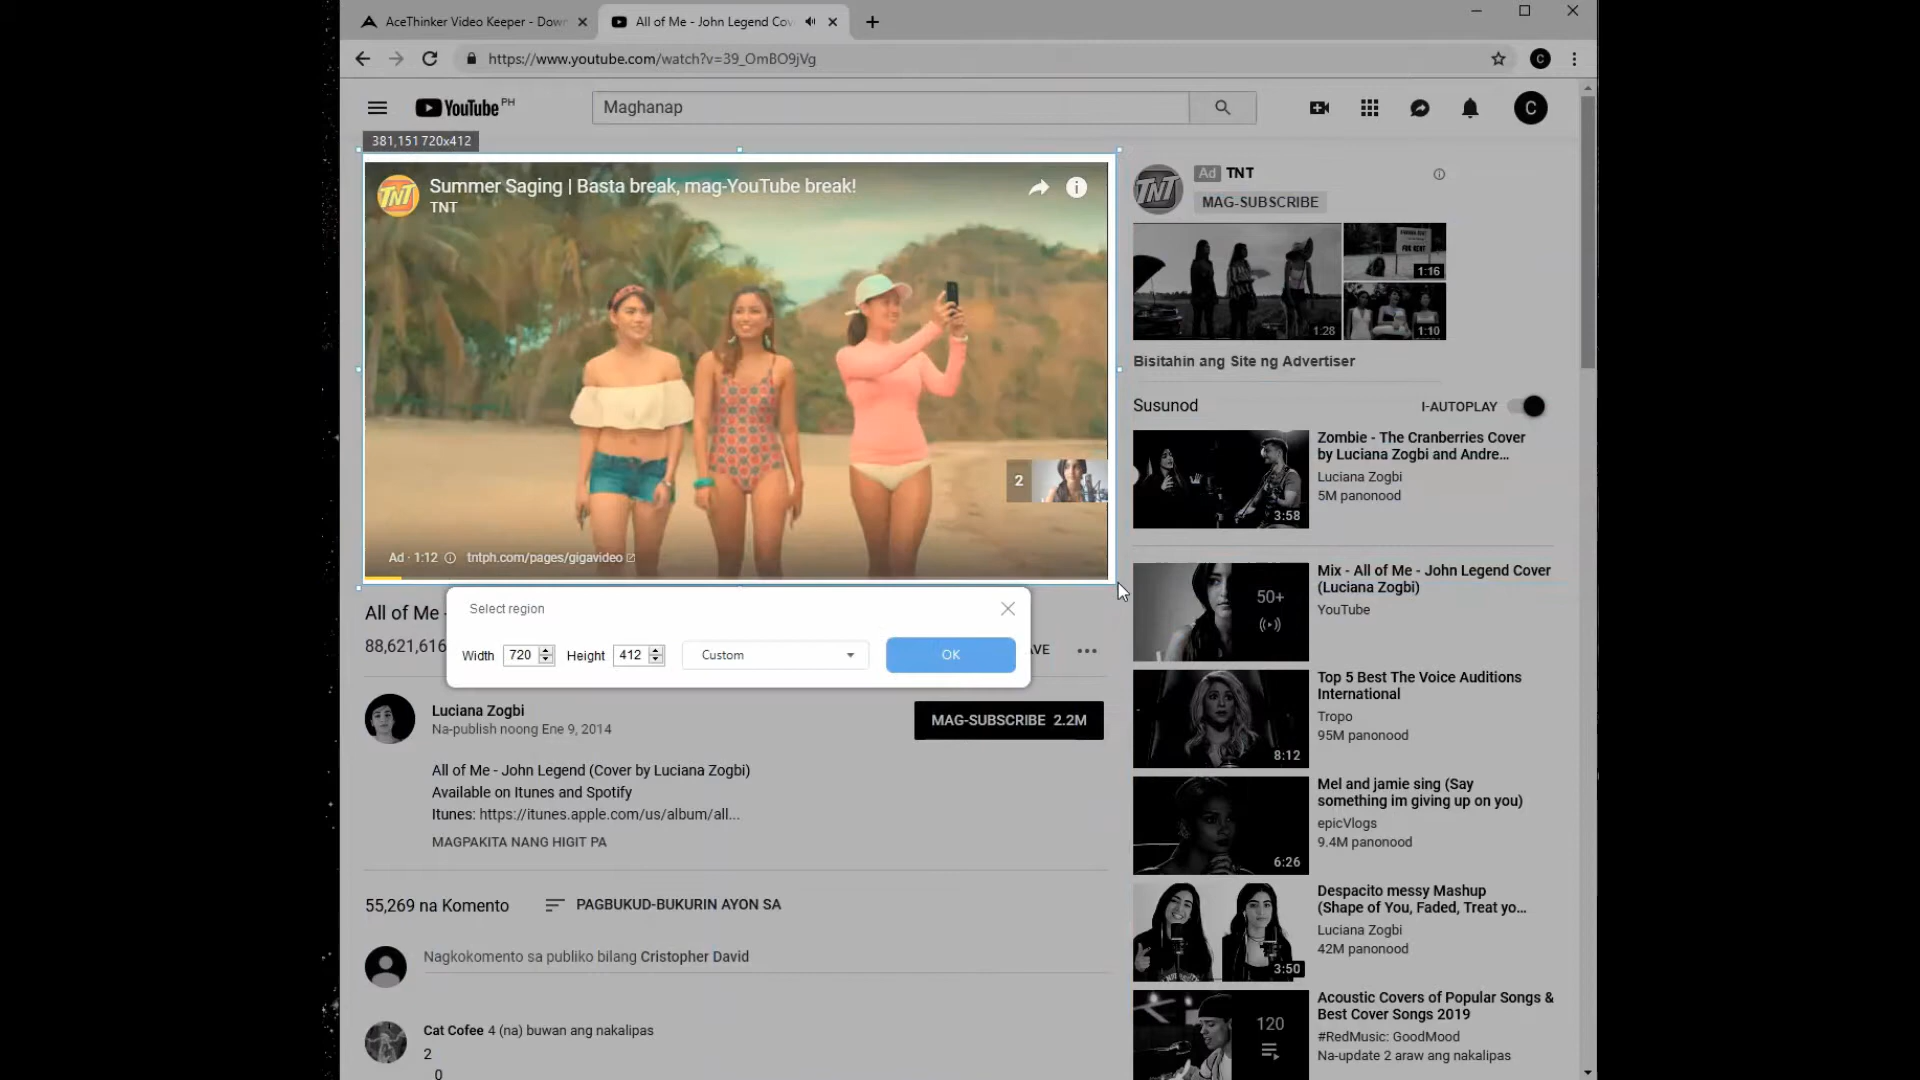 AceThinker Video Keeper - Down
All of Me - John Legend Cov
https://www.youtube.com/watch?v=39_OmBO9jVg
C
YouTube PH
Maghanap
C
381,151 720x412
TNT
Summer Saging | Basta break, mag-YouTube break!
TNT
i
2
Ad · 1:12
tntph.com/pages/gigavideo
TNT
Ad TNT
MAG-SUBSCRIBE
1:28
FOR RENT
1:16
1:10
Bisitahin ang Site ng Advertiser
Susunod
I-AUTOPLAY
Zombie - The Cranberries Cover
by Luciana Zogbi and Andre...
Luciana Zogbi
5M panonood
3:58
50+
Mix - All of Me - John Legend Cover
(Luciana Zogbi)
YouTube
Top 5 Best The Voice Auditions
International
Tropo
95M panonood
8:12
Mel and jamie sing (Say
something im giving up on you)
epicVlogs
9.4M panonood
6:26
Despacito messy Mashup
(Shape of You, Faded, Treat yo...
Luciana Zogbi
42M panonood
3:50
120
Acoustic Covers of Popular Songs &
Best Cover Songs 2019
#RedMusic: GoodMood
Na-update 2 araw ang nakalipas
Select region
Width 720 Height 412 Custom OK
All of Me -
88,621,616
AVE
Luciana Zogbi
Na-publish noong Ene 9, 2014
MAG-SUBSCRIBE 2.2M
All of Me - John Legend (Cover by Luciana Zogbi)
Available on Itunes and Spotify
Itunes: https://itunes.apple.com/us/album/all...
MAGPAKITA NANG HIGIT PA
55,269 na Komento
PAGBUKUD-BUKURIN AYON SA
Nagkokomento sa publiko bilang Cristopher David
Cat Cofee 4 (na) buwan ang nakalipas
2
0